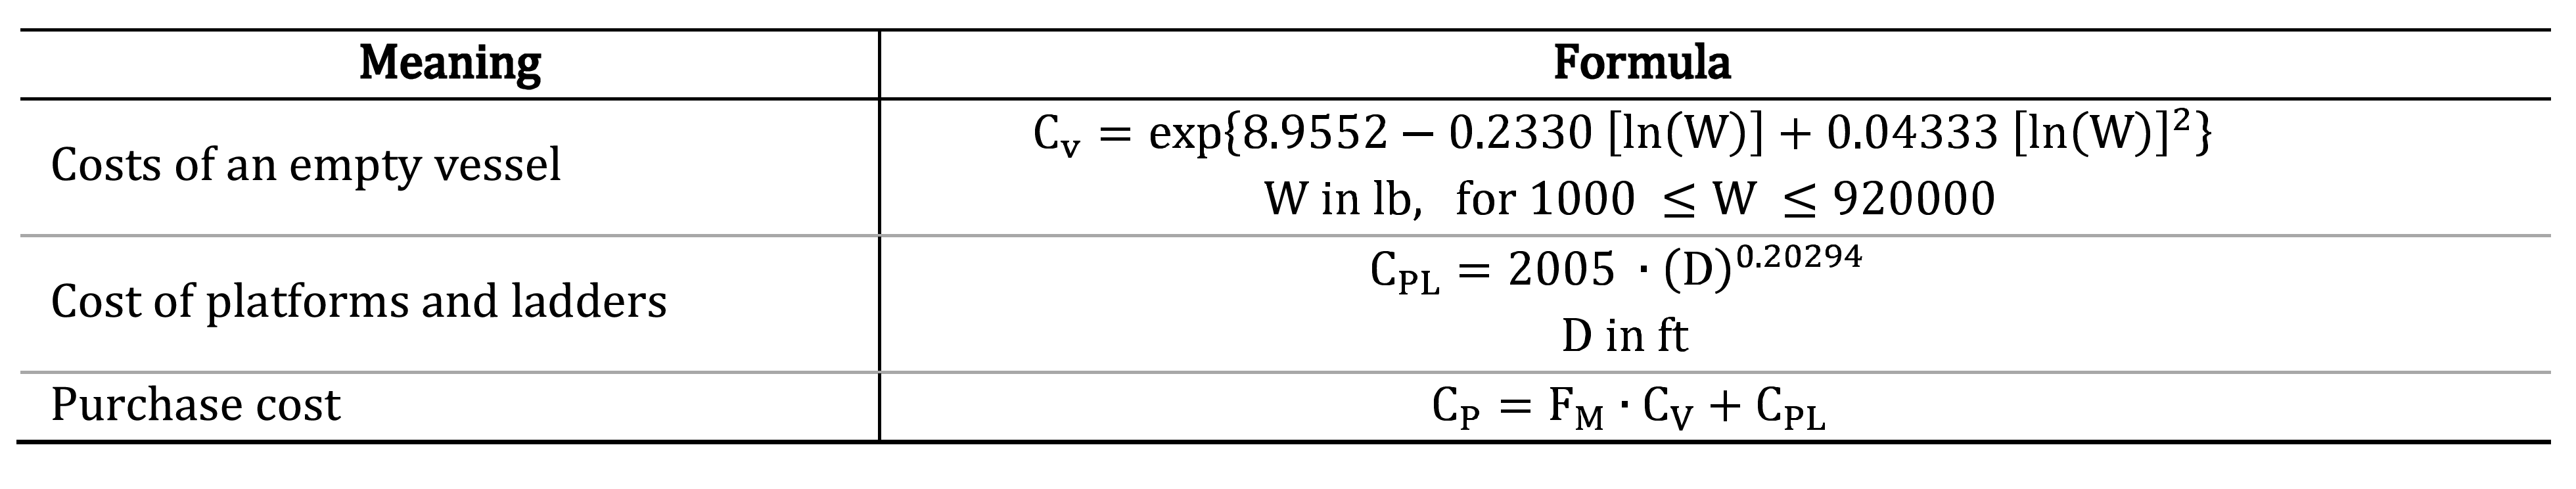 Meaning Formula
Costs of an empty vessel
C_v = exp{8.9552 − 0.2330 [ln(W)] + 0.04333 [ln(W)]²}
W in lb, for 1000 ≤ W ≤ 920000
Cost of platforms and ladders
C_PL = 2005 · (D)^0.20294
D in ft
Purchase cost
C_P = F_M · C_V + C_PL